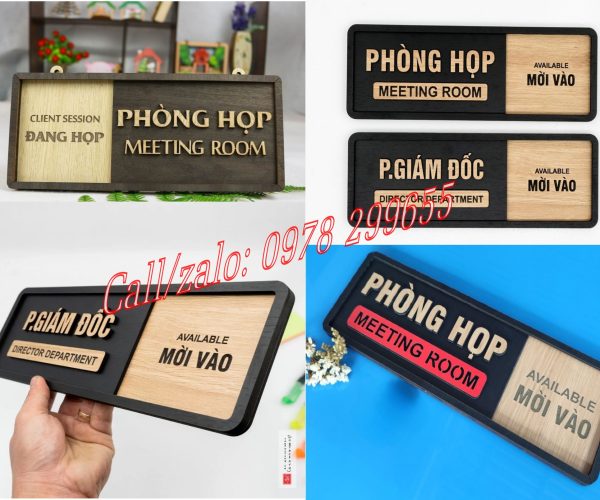 CLIENT SESSION
ĐANG HỌP
PHÒNG HỌP
MEETING ROOM
PHÒNG HỌP
MEETING ROOM
AVAILABLE
MỜI VÀO
P.GIÁM ĐỐC
DIRECTOR DEPARTMENT
AVAILABLE
MỜI VÀO
Call/zalo: 0978 299655
P.GIÁM ĐỐC
DIRECTOR DEPARTMENT
AVAILABLE
MỜI VÀO
PHÒNG HỌP
MEETING ROOM
AVAILABLE
MỜI VÀO